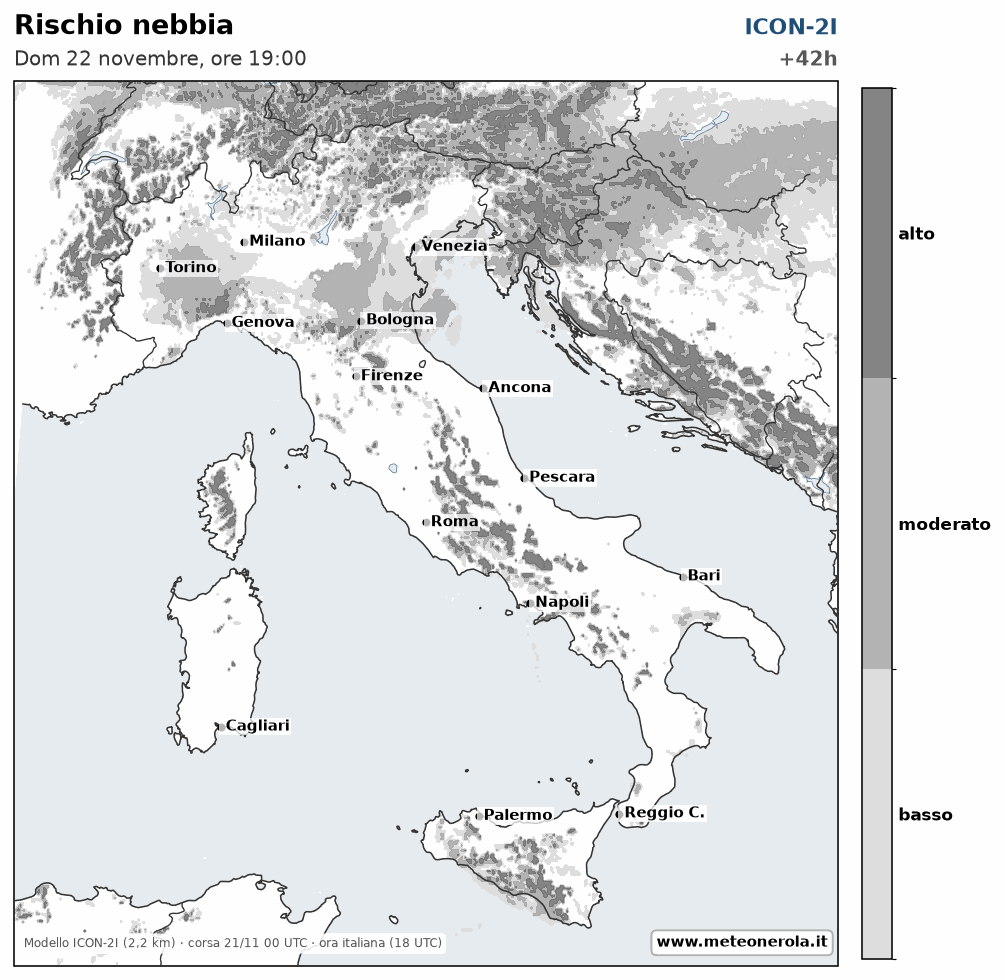 Rischio nebbia
ICON-2I
Dom 22 novembre, ore 19:00
+42h
Milano
Venezia
Torino
Genova
Bologna
Firenze
Ancona
Pescara
Roma
Bari
Napoli
Cagliari
Palermo
Reggio C.
alto
moderato
basso
Modello ICON-2I (2,2 km) · corsa 21/11 00 UTC · ora italiana (18 UTC)
www.meteonerola.it